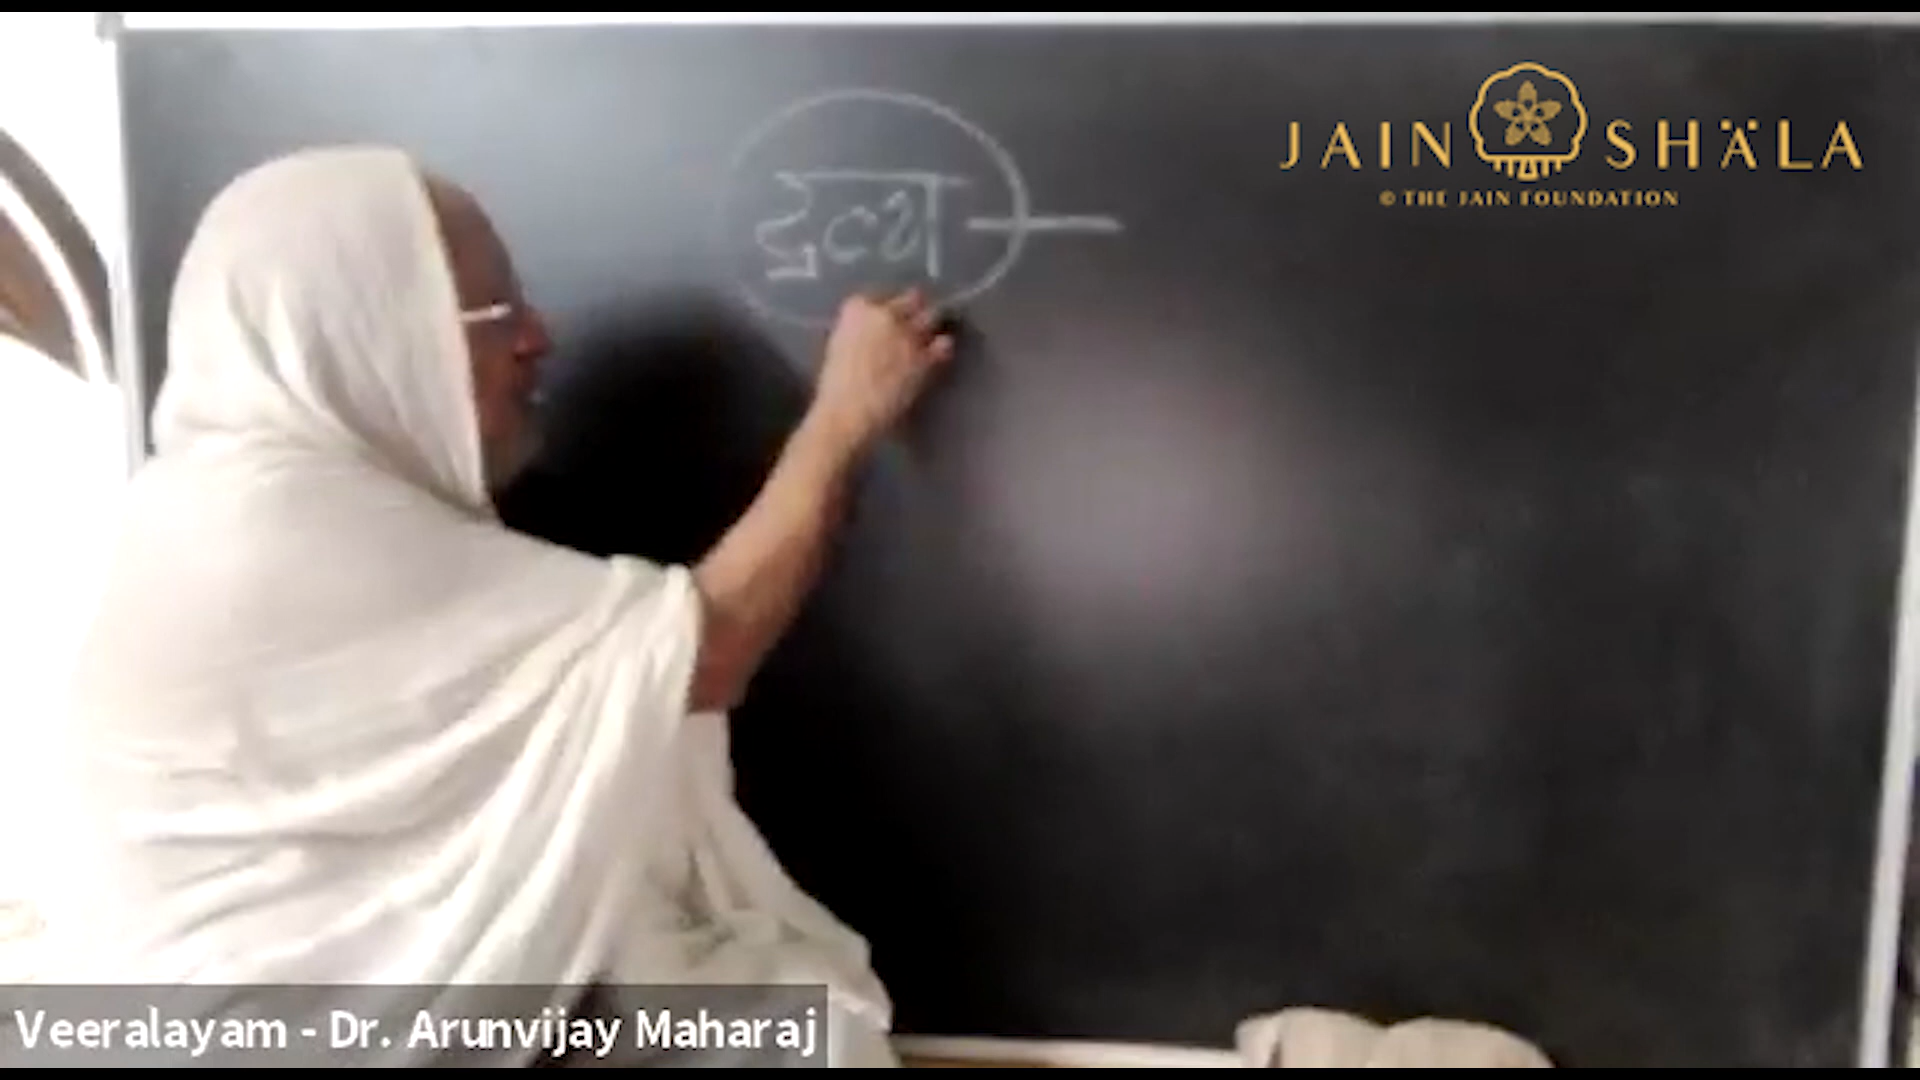 द्रव्य —
JAIN SHÄLA
© THE JAIN FOUNDATION
Veeralayam - Dr. Arunvijay Maharaj